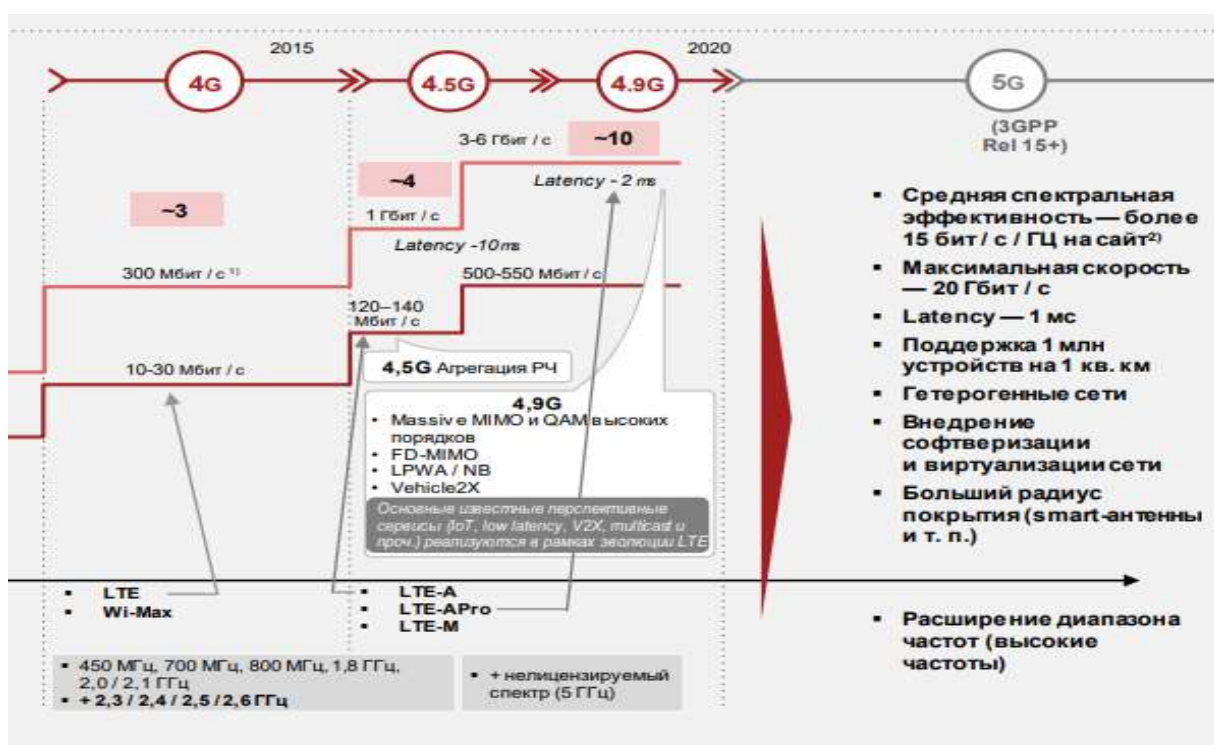 2015
2020
4G
4.5G
4.9G
5G
(3GPP
Rel 15+)
3-6 Гбит / с
~10
~4
Latency - 2 ms
~3
1 Гбит / с
Latency -10ms
300 Мбит / с ¹⁾
500-550 Мбит / с
120–140
Мбит / с
10-30 Мбит / с
4,5G Агрегация РЧ
4,9G
• Massive MIMO и QAM высоких
порядков
• FD-MIMO
• LPWA / NB
• Vehicle2X
Основные известные перспективные
сервисы (IoT, low latency, V2X, multicast и
проч.) реализуются в рамках эволюции LTE
▪ LTE
▪ Wi-Max
▪ LTE-A
▪ LTE-APro
▪ LTE-M
▪ 450 МГц, 700 МГц, 800 МГц, 1,8 ГГц,
2,0 / 2,1 ГГц
▪ + 2,3 / 2,4 / 2,5 / 2,6 ГГц
▪ + нелицензируемый
спектр (5 ГГц)
▪ Средняя спектральная
эффективность — более
15 бит / с / ГЦ на сайт²⁾
▪ Максимальная скорость
— 20 Гбит / с
▪ Latency — 1 мс
▪ Поддержка 1 млн
устройств на 1 кв. км
▪ Гетерогенные сети
▪ Внедрение
софтверизации
и виртуализации сети
▪ Больший радиус
покрытия (smart-антенны
и т. п.)
▪ Расширение диапазона
частот (высокие
частоты)